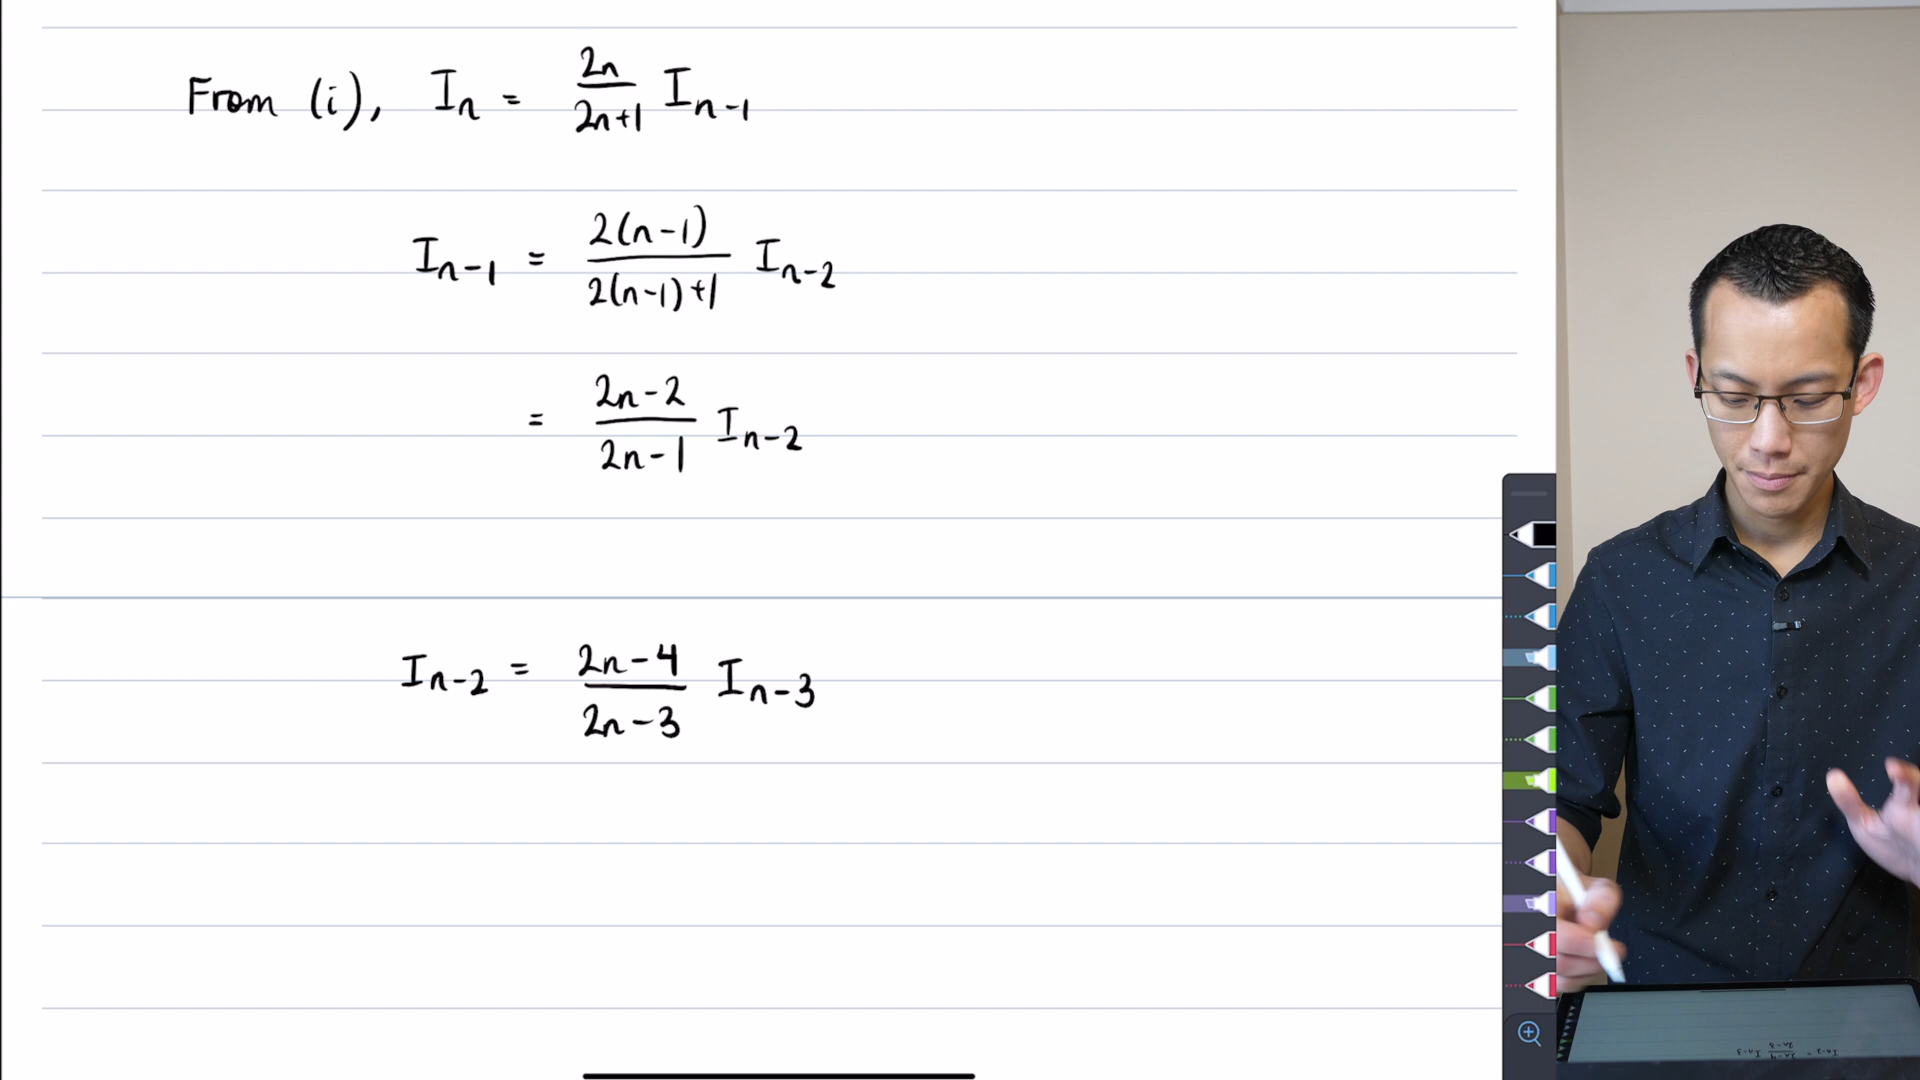 From (i), Iₙ = 2n/2n+1 Iₙ₋₁
Iₙ₋₁ = 2(n-1)/2(n-1)+1 Iₙ₋₂
= 2n-2/2n-1 Iₙ₋₂
Iₙ₋₂ = 2n-4/2n-3 Iₙ₋₃